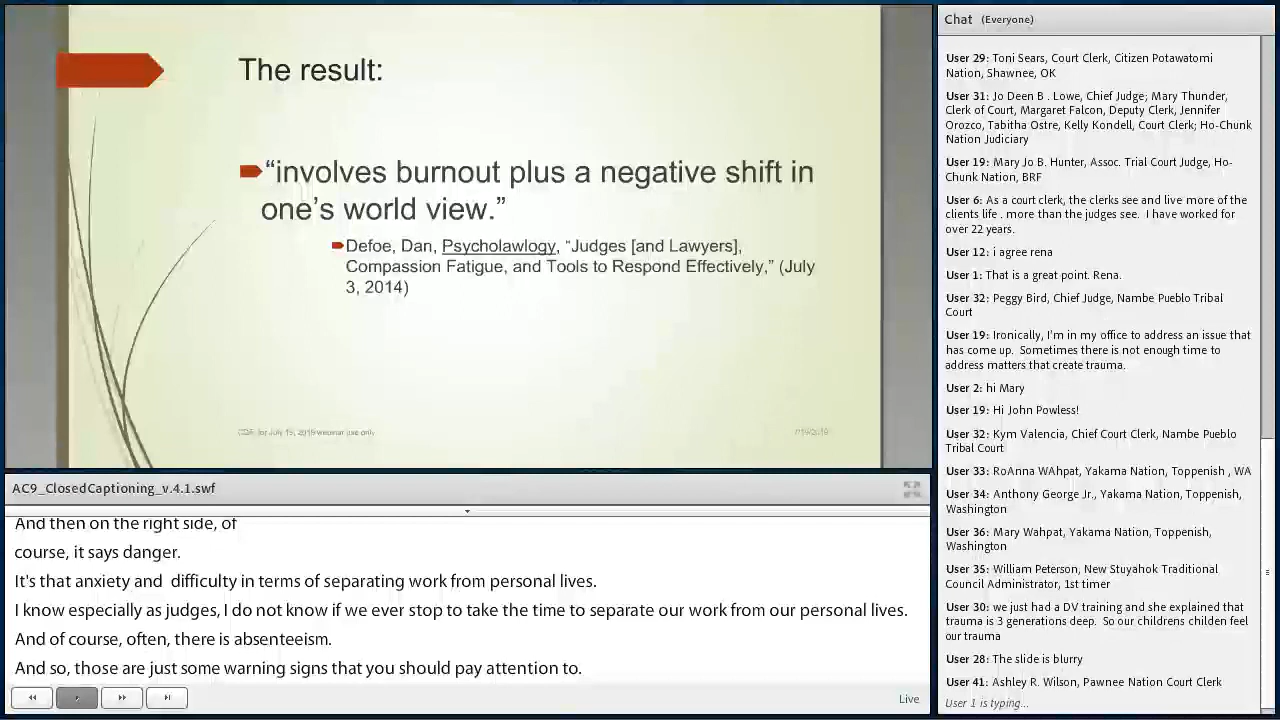 The result:
“involves burnout plus a negative shift in
one’s world view.”
Defoe, Dan, Psycholawlogy, “Judges [and Lawyers],
Compassion Fatigue, and Tools to Respond Effectively,” (July
3, 2014)
for July 19, 2019 webinar use only
7/19/2019
AC9_ClosedCaptioning_v.4.1.swf
And then on the right side, of
course, it says danger.
It's that anxiety and difficulty in terms of separating work from personal lives.
I know especially as judges, I do not know if we ever stop to take the time to separate our work from our personal lives.
And of course, often, there is absenteeism.
And so, those are just some warning signs that you should pay attention to.
Live
Chat (Everyone)
User 29: Toni Sears, Court Clerk, Citizen Potawatomi
Nation, Shawnee, OK
User 31: Jo Deen B . Lowe, Chief Judge; Mary Thunder,
Clerk of Court, Margaret Falcon, Deputy Clerk, Jennifer
Orozco, Tabitha Ostre, Kelly Kondell, Court Clerk; Ho-Chunk
Nation Judiciary
User 19: Mary Jo B. Hunter, Assoc. Trial Court Judge, Ho-
Chunk Nation, BRF
User 6: As a court clerk, the clerks see and live more of the
clients life . more than the judges see. I have worked for
over 22 years.
User 12: i agree rena
User 1: That is a great point. Rena.
User 32: Peggy Bird, Chief Judge, Nambe Pueblo Tribal
Court
User 19: Ironically, I'm in my office to address an issue that
has come up. Sometimes there is not enough time to
address matters that create trauma.
User 2: hi Mary
User 19: Hi John Powless!
User 32: Kym Valencia, Chief Court Clerk, Nambe Pueblo
Tribal Court
User 33: RoAnna WAhpat, Yakama Nation, Toppenish , WA
User 34: Anthony George Jr., Yakama Nation, Toppenish,
Washington
User 36: Mary Wahpat, Yakama Nation, Toppenish,
Washington
User 35: William Peterson, New Stuyahok Traditional
Council Administrator, 1st timer
User 30: we just had a DV training and she explained that
trauma is 3 generations deep. So our childrens childen feel
our trauma
User 28: The slide is blurry
User 41: Ashley R. Wilson, Pawnee Nation Court Clerk
User 1 is typing...